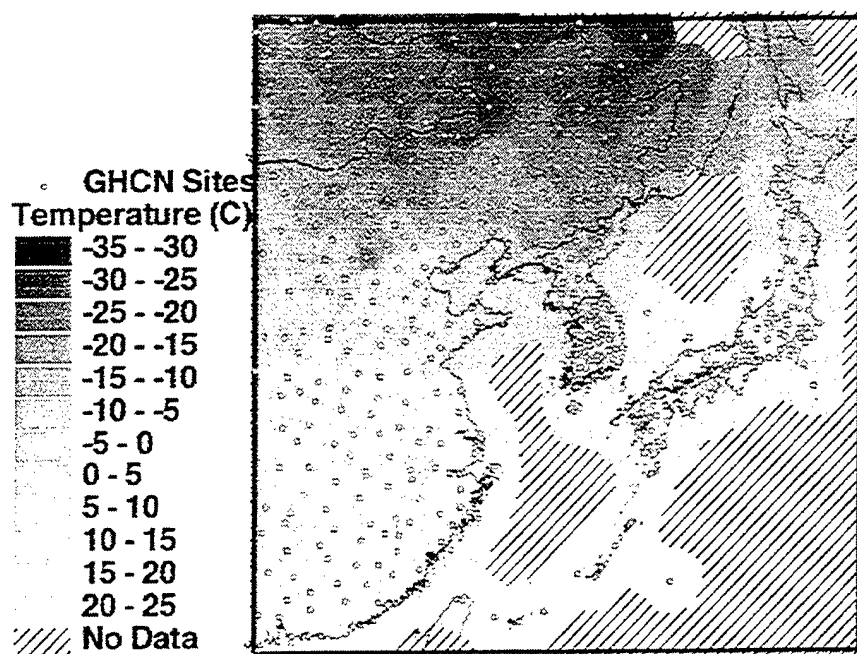 GHCN Sites
Temperature (C)
-35 - -30
-30 - -25
-25 - -20
-20 - -15
-15 - -10
-10 - -5
-5 - 0
0 - 5
5 - 10
10 - 15
15 - 20
20 - 25
No Data